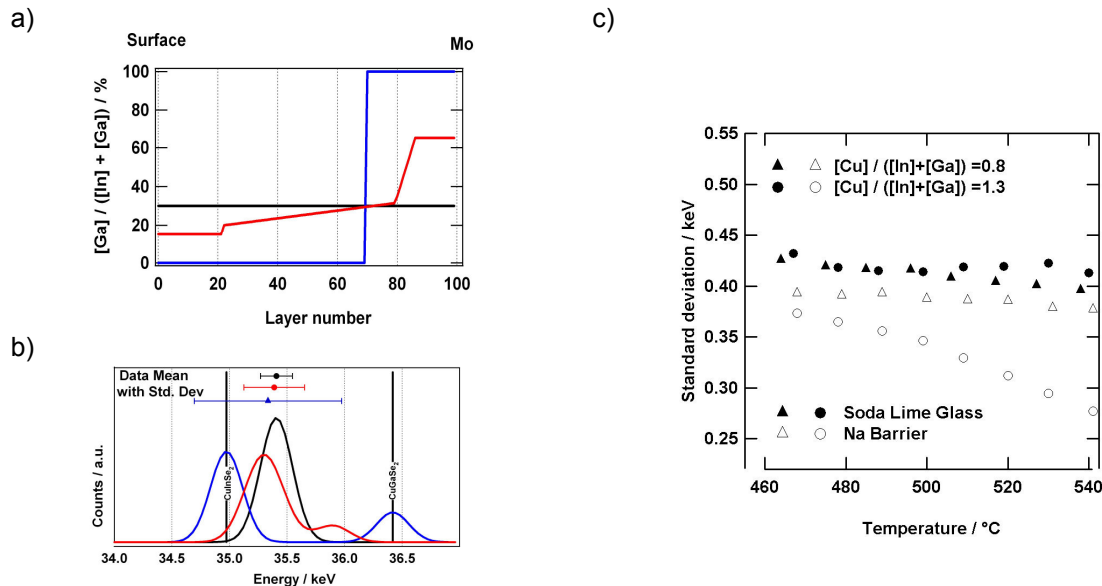 a)
Surface
Mo
[Ga] / ([In] + [Ga]) / %
100
80
60
40
20
0
0
20
40
60
80
100
Layer number
b)
Data Mean
with Std. Dev
CuInSe2
CuGaSe2
Counts / a.u.
34.0
34.5
35.0
35.5
36.0
36.5
Energy / keV
c)
Standard deviation / keV
0.55
0.50
0.45
0.40
0.35
0.30
0.25
[Cu] / ([In]+[Ga]) =0.8
[Cu] / ([In]+[Ga]) =1.3
Soda Lime Glass
Na Barrier
460
480
500
520
540
Temperature / °C